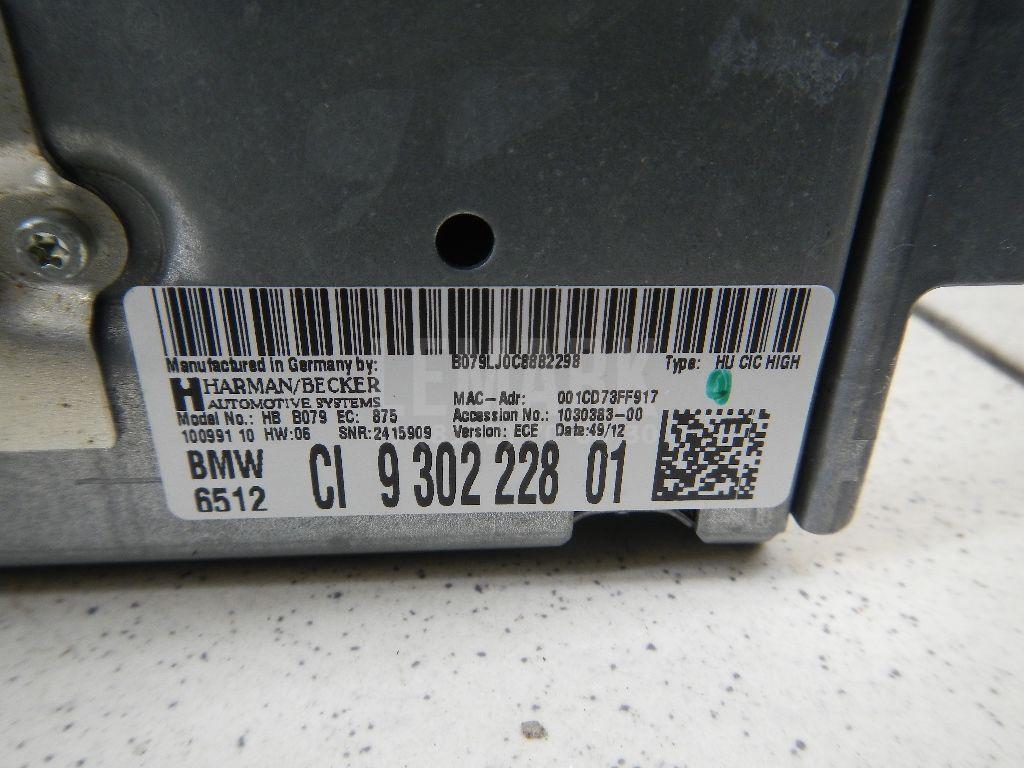 Manufactured in Germany by: B079LJ0C8882298 Type: HU CIC HIGH
HARMAN/BECKER
AUTOMOTIVE SYSTEMS
MAC-Adr: 001CD73FF917
Model No.: HB B079 EC: 875 Accession No.: 1030383-00
100991 10 HW:06 SNR:2415909 Version: ECE Date:49/12
BMW
6512
CI 9 302 228 01